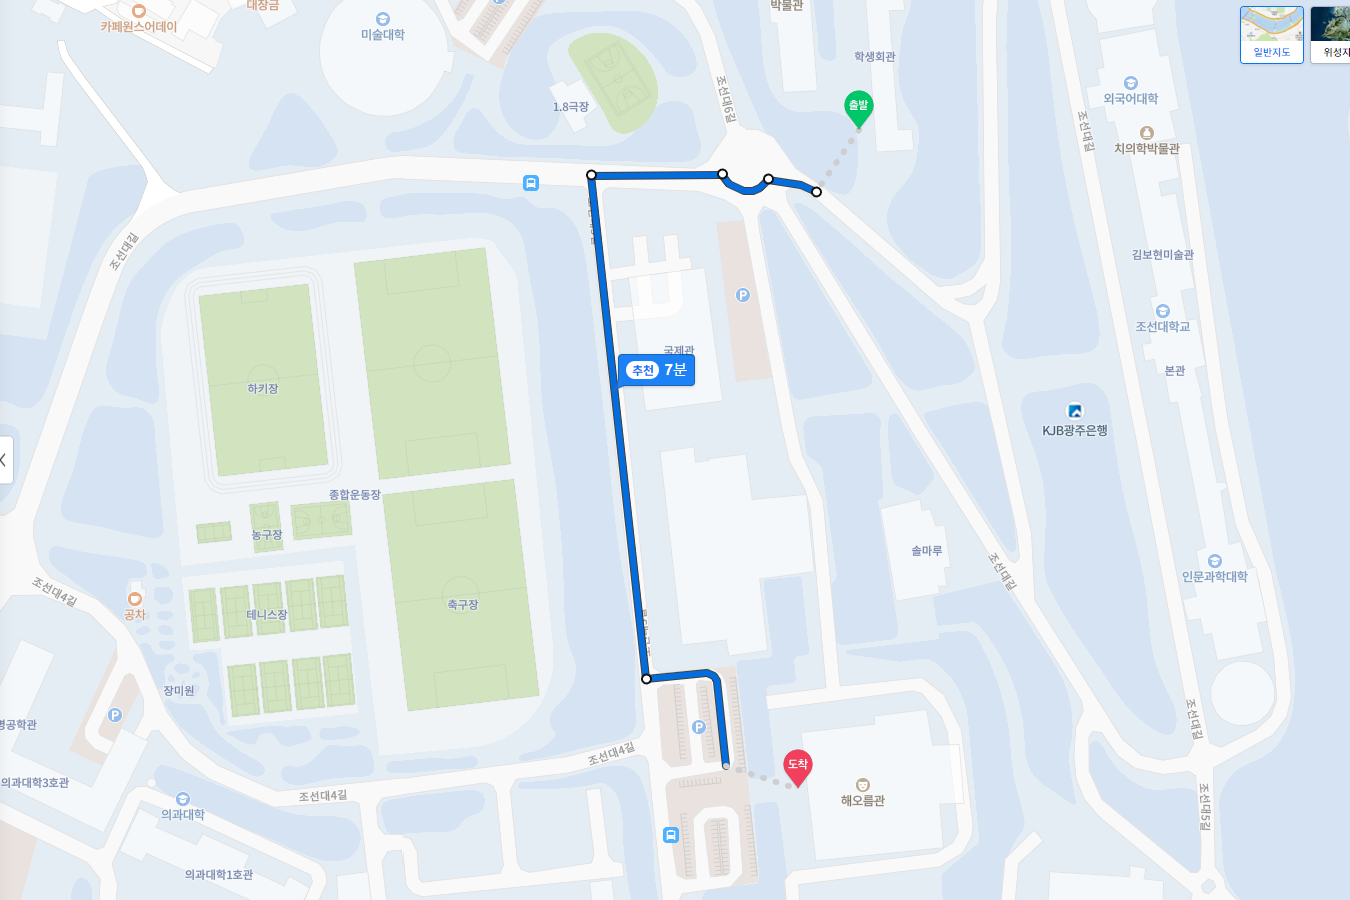 카페원스어데이
대장금
미술대학
박물관
학생회관
일반지도
위성지
조선대6길
1.8극장
출발
외국어대학
치의학박물관
조선대길
조선대길
김보현미술관
조선대학교
본관
국제관
추천 7분
하키장
KJB광주은행
종합운동장
농구장
솔마루
인문과학대학
조선대길
조선대4길
공차
테니스장
축구장
장미원
조선대길
병공학관
조선대4길
도착
의과대학3호관
조선대4길
해오름관
의과대학
조선대5길
의과대학1호관